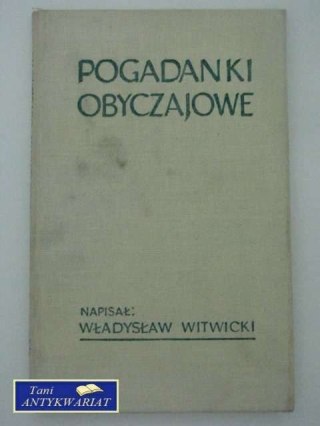 POGADANKI
OBYCZAJOWE
NAPISAŁ:
WŁADYSŁAW WITWICKI
Tani
ANTYKWARIAT